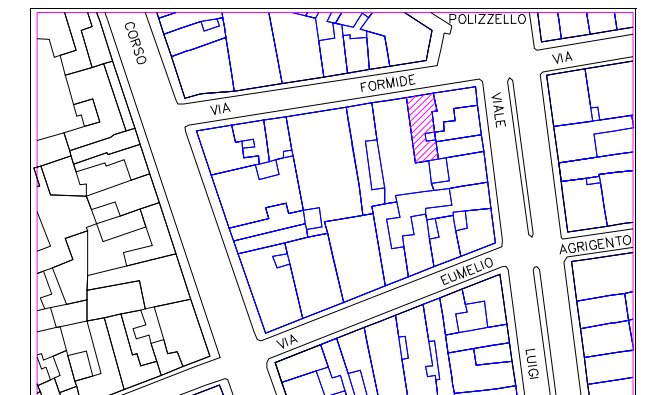 POLIZZELLO
CORSO
VIA
FORMIDE
VIA
VIALE
AGRIGENTO
EUMELIO
VIA
LUIGI